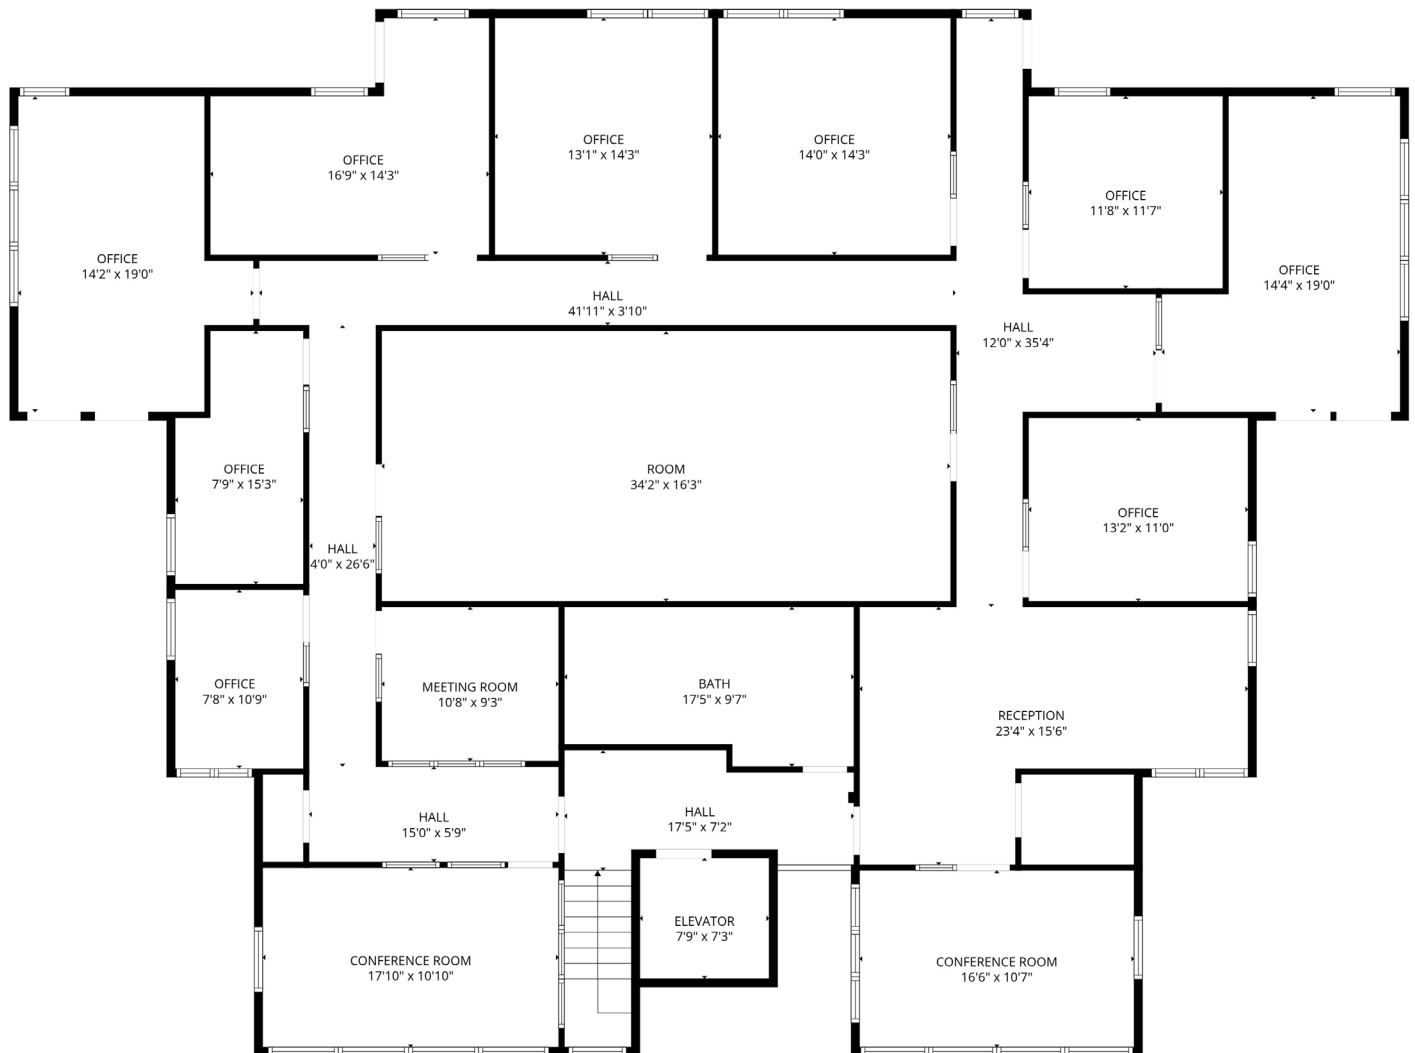 OFFICE
13'1" x 14'3"
OFFICE
14'0" x 14'3"
OFFICE
16'9" x 14'3"
OFFICE
11'8" x 11'7"
OFFICE
14'2" x 19'0"
OFFICE
14'4" x 19'0"
HALL
41'11" x 3'10"
HALL
12'0" x 35'4"
OFFICE
7'9" x 15'3"
ROOM
34'2" x 16'3"
OFFICE
13'2" x 11'0"
HALL
4'0" x 26'6"
OFFICE
7'8" x 10'9"
MEETING ROOM
10'8" x 9'3"
BATH
17'5" x 9'7"
RECEPTION
23'4" x 15'6"
HALL
15'0" x 5'9"
HALL
17'5" x 7'2"
ELEVATOR
7'9" x 7'3"
CONFERENCE ROOM
17'10" x 10'10"
CONFERENCE ROOM
16'6" x 10'7"